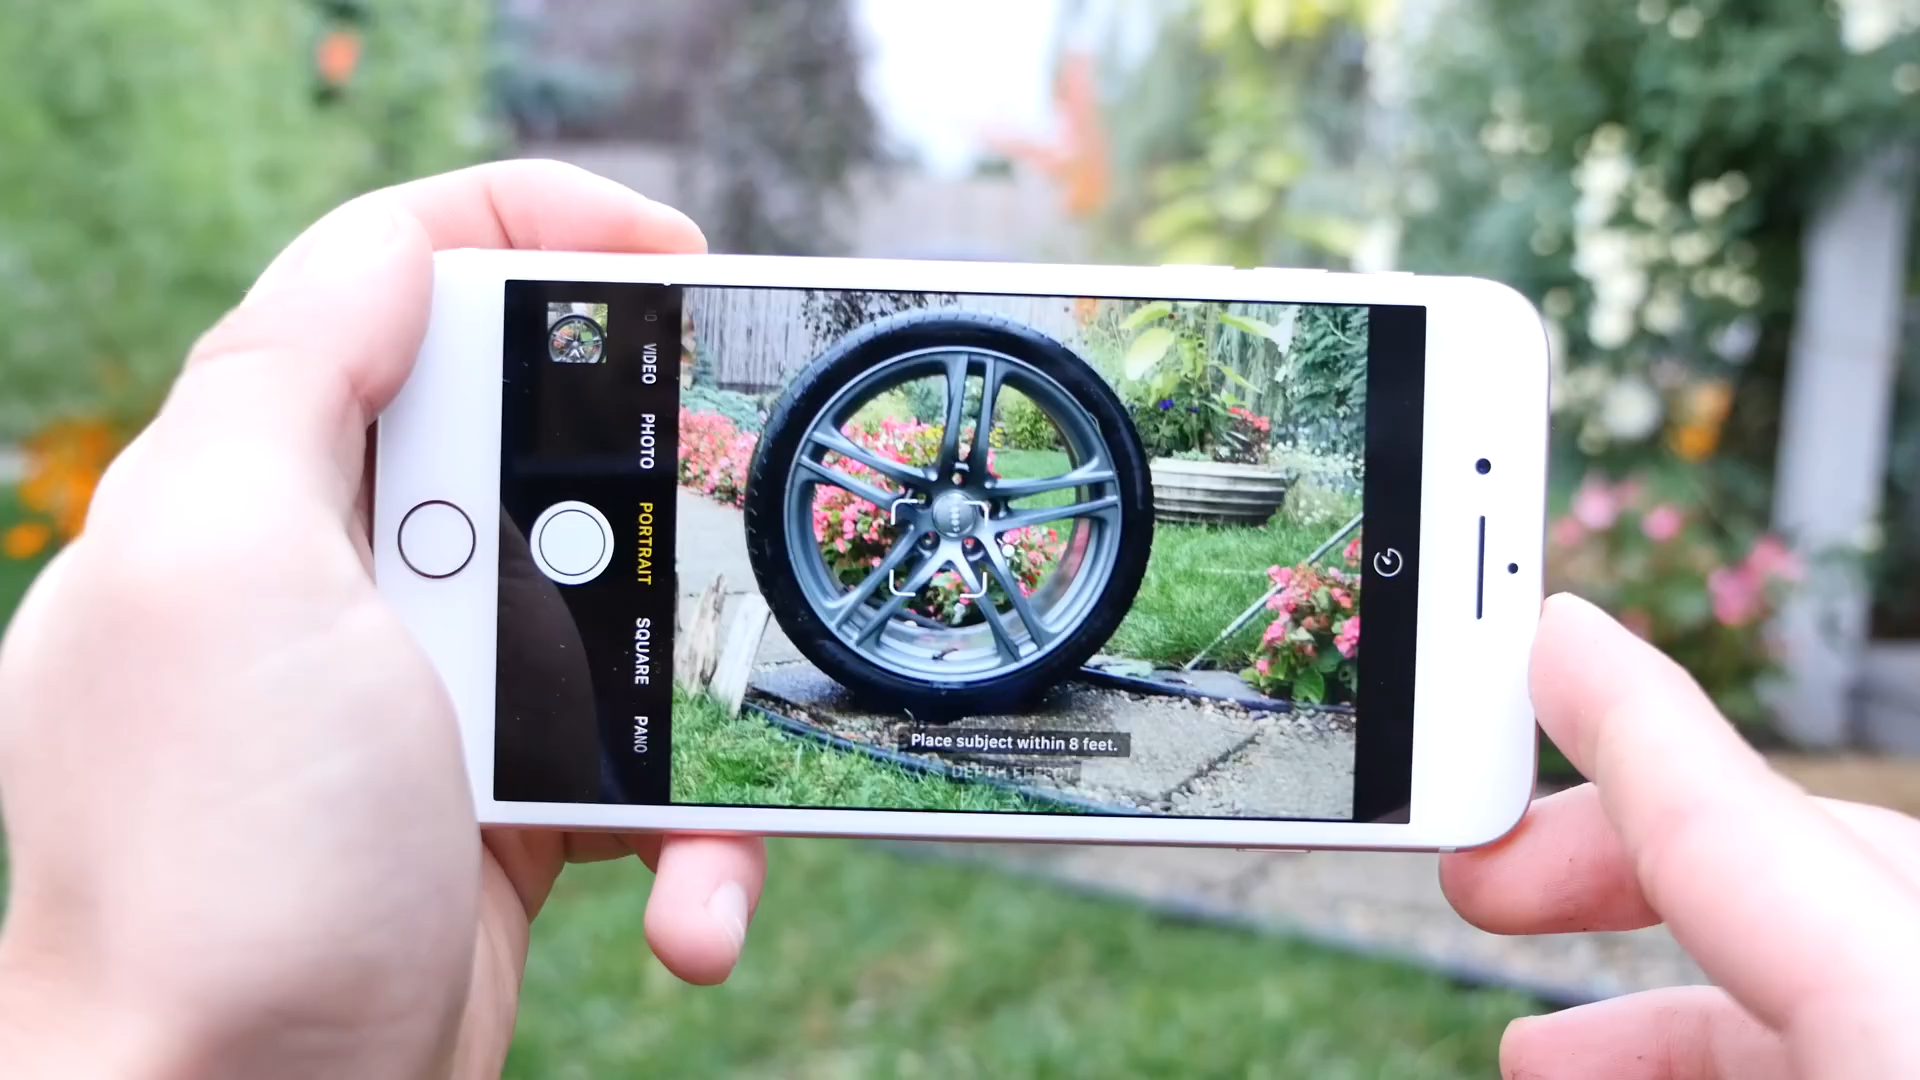 VIDEO
PHOTO
PORTRAIT
SQUARE
PANO
Place subject within 8 feet.
DEPTH EFFECT